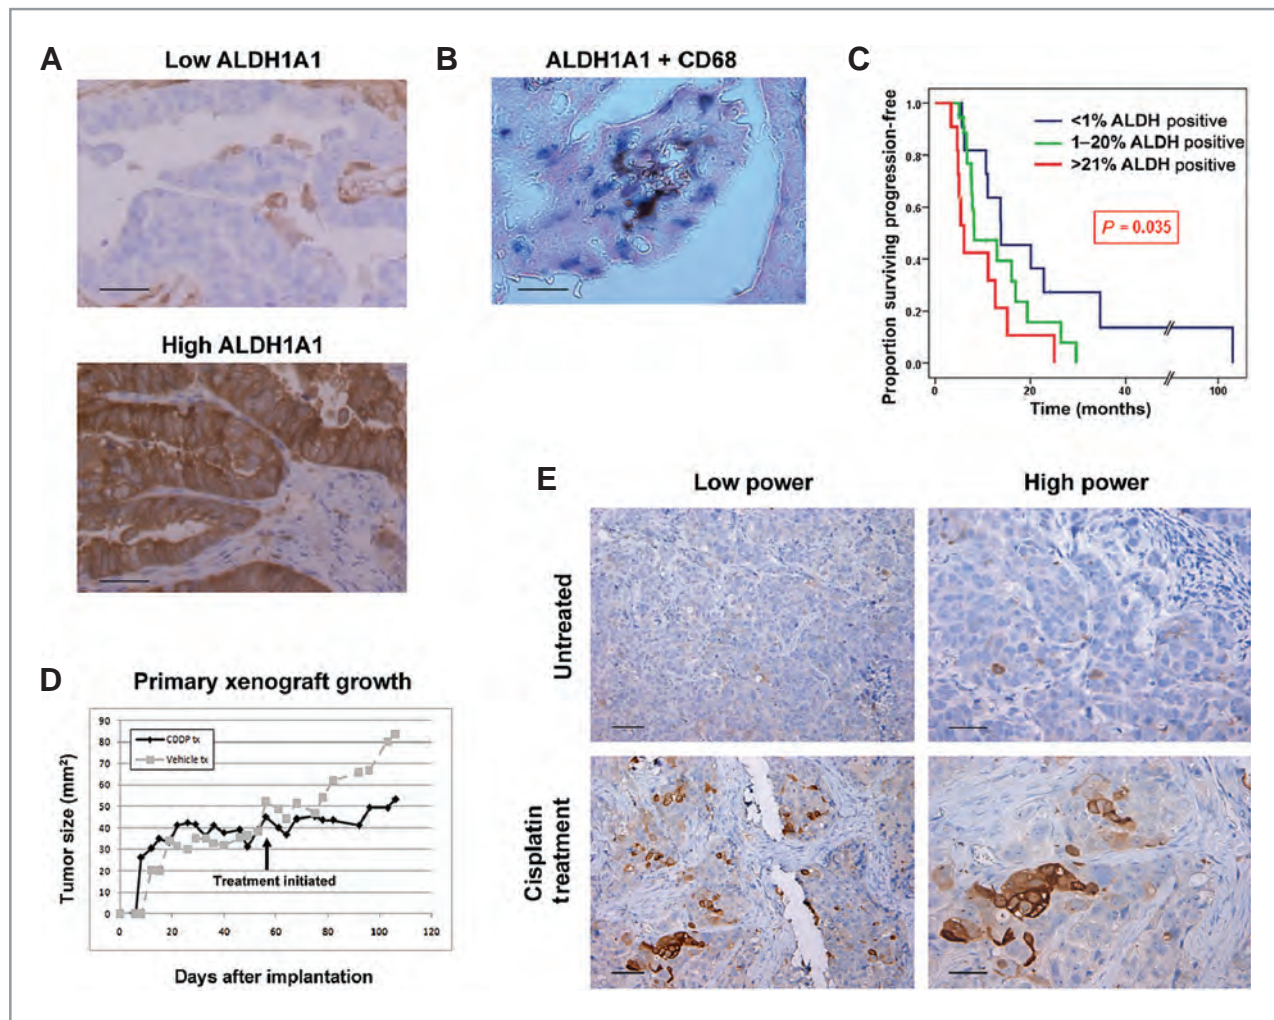 A
Low ALDH1A1
High ALDH1A1
B
ALDH1A1 + CD68
C
Proportion surviving progression-free
1.0
0.8
0.6
0.4
0.2
0.0
<1% ALDH positive
1–20% ALDH positive
>21% ALDH positive
P = 0.035
0
20
40
100
Time (months)
D
Primary xenograft growth
Tumor size (mm²)
90
80
70
60
50
40
30
20
10
0
CDDP tx
Vehicle tx
Treatment initiated
0
20
40
60
80
100
120
Days after implantation
E
Low power
High power
Untreated
Cisplatin
treatment